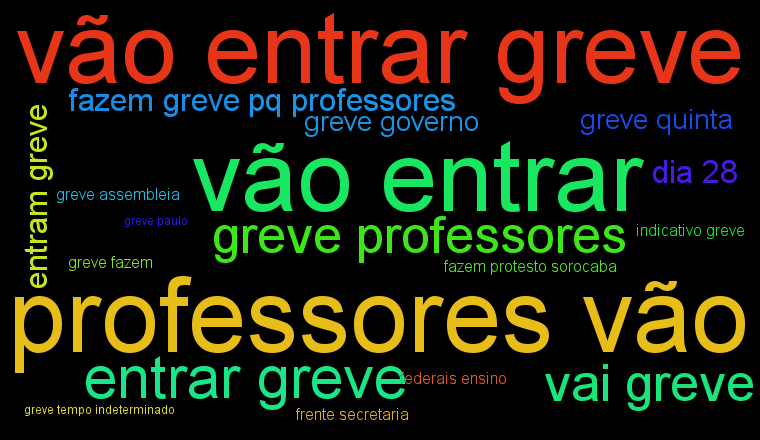 vão entrar greve
fazem greve pq professores
greve governo
greve quinta
entram greve
vão entrar
dia 28
greve assembleia
greve paulo
greve professores
indicativo greve
greve fazem
fazem protesto sorocaba
professores vão
entrar greve
federais ensino
vai greve
greve tempo indeterminado
frente secretaria